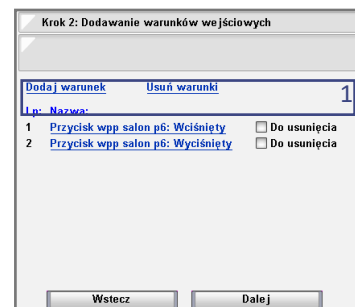 Krok 2: Dodawanie warunków wejściowych
Dodaj warunek Usuń warunki 1
Lp: Nazwa:
1 Przycisk wpp salon p6: Wciśnięty Do usunięcia
2 Przycisk wpp salon p6: Wyciśnięty Do usunięcia
Wstecz Dalej